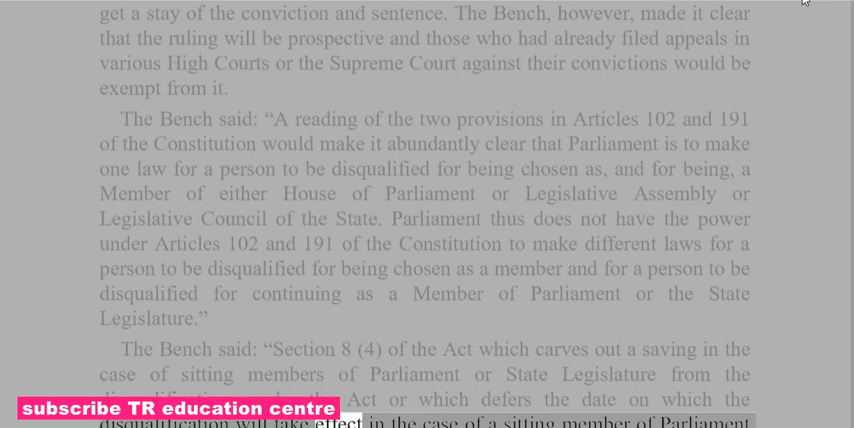 get a stay of the conviction and sentence. The Bench, however, made it clear
that the ruling will be prospective and those who had already filed appeals in
various High Courts or the Supreme Court against their convictions would be
exempt from it.
The Bench said: “A reading of the two provisions in Articles 102 and 191
of the Constitution would make it abundantly clear that Parliament is to make
one law for a person to be disqualified for being chosen as, and for being, a
Member of either House of Parliament or Legislative Assembly or
Legislative Council of the State. Parliament thus does not have the power
under Articles 102 and 191 of the Constitution to make different laws for a
person to be disqualified for being chosen as a member and for a person to be
disqualified for continuing as a Member of Parliament or the State
Legislature.”
The Bench said: “Section 8 (4) of the Act which carves out a saving in the
case of sitting members of Parliament or State Legislature from the
Act or which defers the date on which the
subscribe TR education centre
disqualification will take effect in the case of a sitting member of Parliament